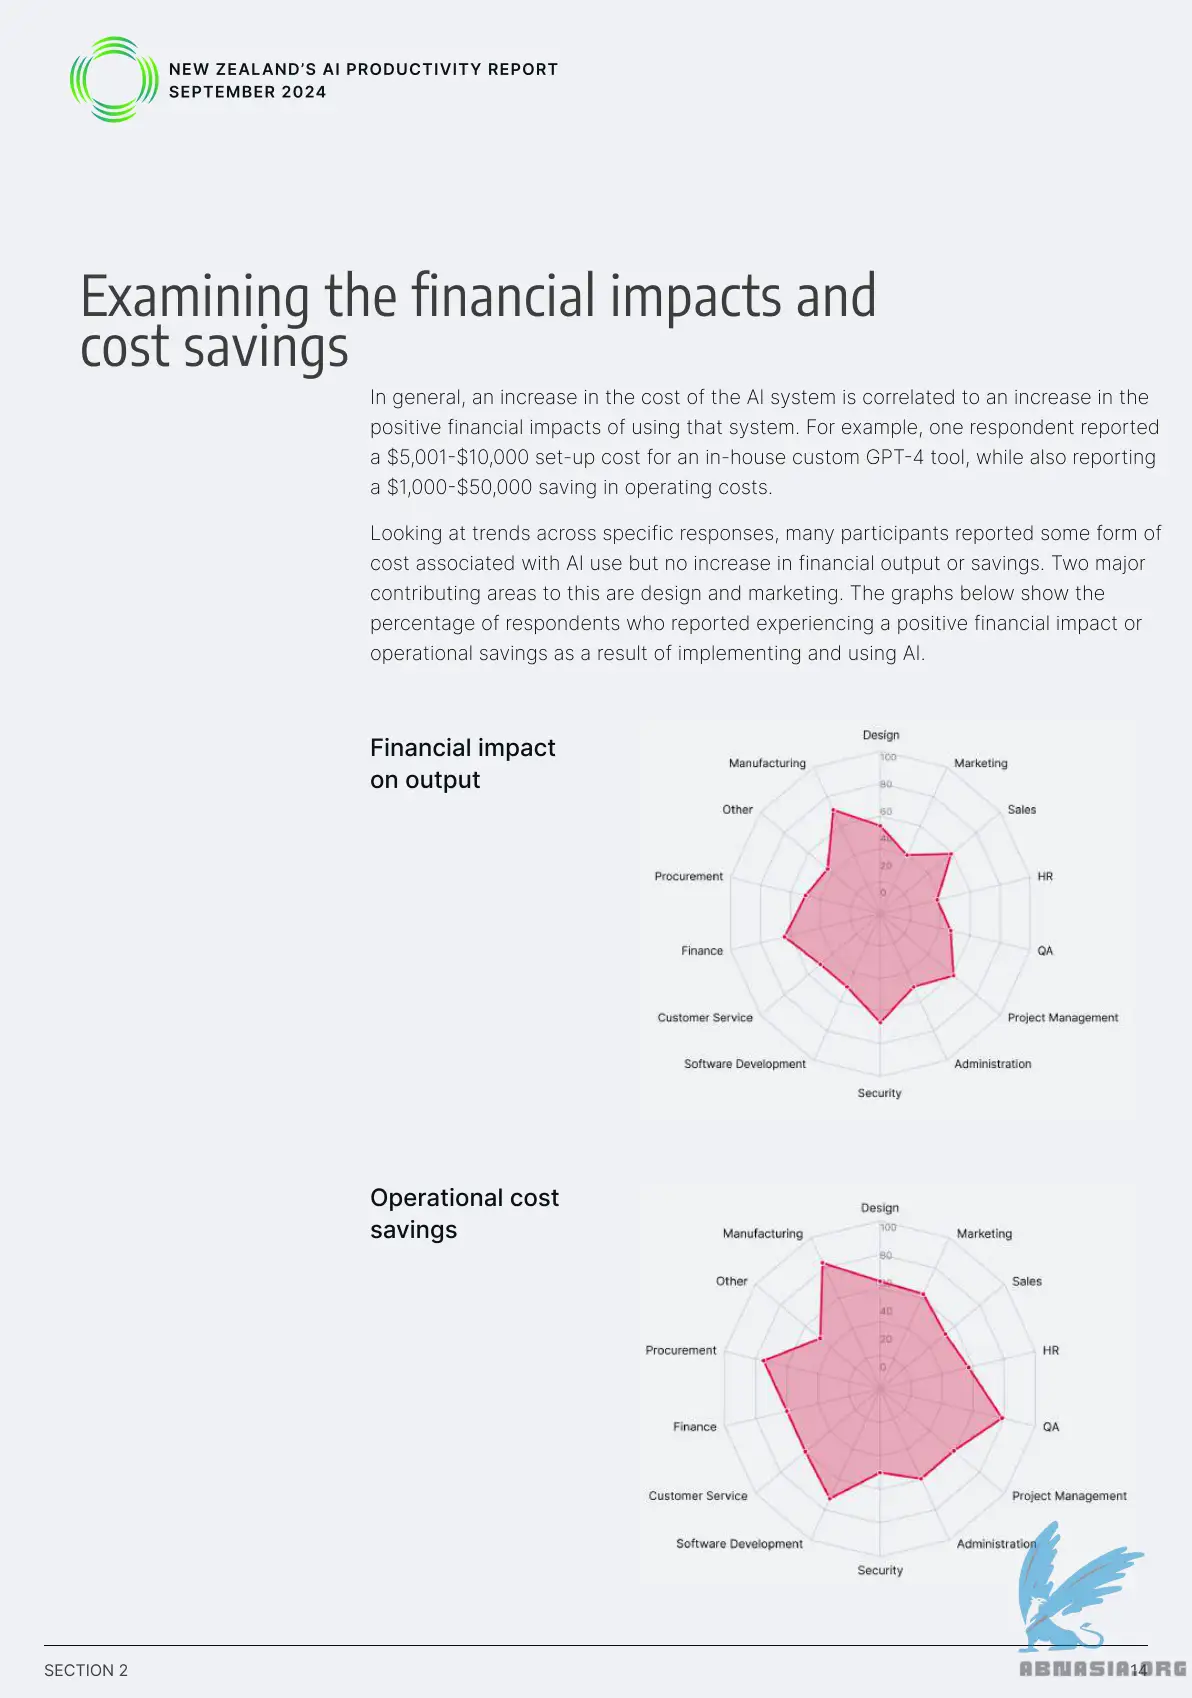 NEW ZEALAND'S AI PRODUCTIVITY REPORT
SEPTEMBER 2024
Examining the financial impacts and
cost savings
In general, an increase in the cost of the AI system is correlated to an increase in the
positive financial impacts of using that system. For example, one respondent reported
a $5,001-$10,000 set-up cost for an in-house custom GPT-4 tool, while also reporting
a $1,000-$50,000 saving in operating costs.
Looking at trends across specific responses, many participants reported some form of
cost associated with AI use but no increase in financial output or savings. Two major
contributing areas to this are design and marketing. The graphs below show the
percentage of respondents who reported experiencing a positive financial impact or
operational savings as a result of implementing and using AI.
Financial impact
on output
Design
Manufacturing
Marketing
100
80
Other
Sales
60
40
20
Procurement
HR
0
Finance
QA
Customer Service
Project Management
Software Development
Administration
Security
Operational cost
savings
Design
Manufacturing
Marketing
100
80
Other
Sales
60
40
20
Procurement
HR
0
Finance
QA
Customer Service
Project Management
Software Development
Administration
Security
SECTION 2
14
ABNASIA.ORG